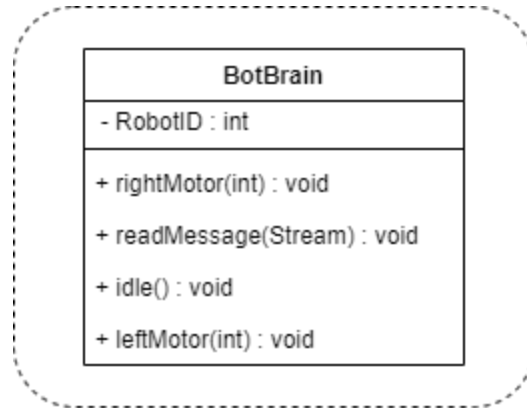 BotBrain
- RobotID : int
+ rightMotor(int) : void
+ readMessage(Stream) : void
+ idle() : void
+ leftMotor(int) : void